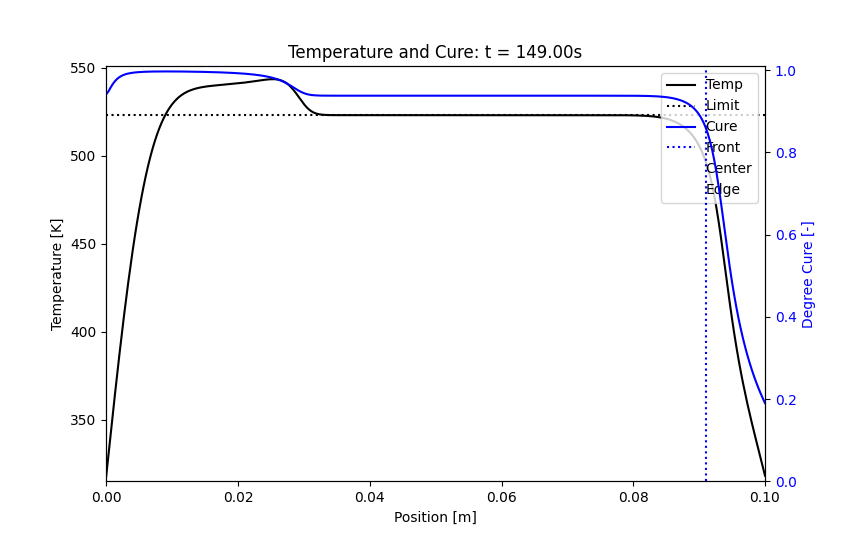 Temperature and Cure: t = 149.00s
550
500
450
400
350
Temperature [K]
1.0
0.8
0.6
0.4
0.2
0.0
Degree Cure [-]
Temp
Limit
Cure
Front
Center
Edge
0.00
0.02
0.04
0.06
0.08
0.10
Position [m]